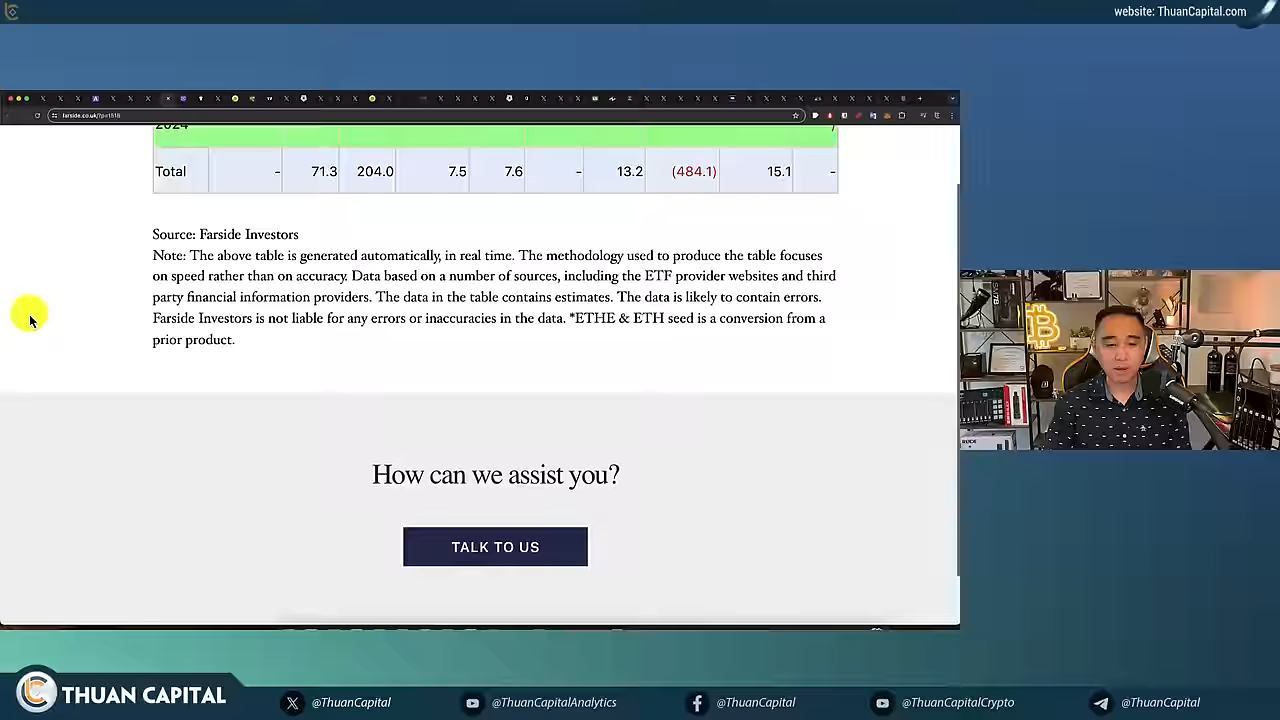 website: ThuanCapital.com
farside.co.uk/?p=1518
2024
Total - 71.3 204.0 7.5 7.6 - 13.2 (484.1) 15.1 -
Source: Farside Investors
Note: The above table is generated automatically, in real time. The methodology used to produce the table focuses
on speed rather than on accuracy. Data based on a number of sources, including the ETF provider websites and third
party financial information providers. The data in the table contains estimates. The data is likely to contain errors.
Farside Investors is not liable for any errors or inaccuracies in the data. *ETHE & ETH seed is a conversion from a
prior product.
How can we assist you?
TALK TO US
THUAN CAPITAL
@ThuanCapital
@ThuanCapitalAnalytics
@ThuanCapital
@ThuanCapitalCrypto
@ThuanCapital